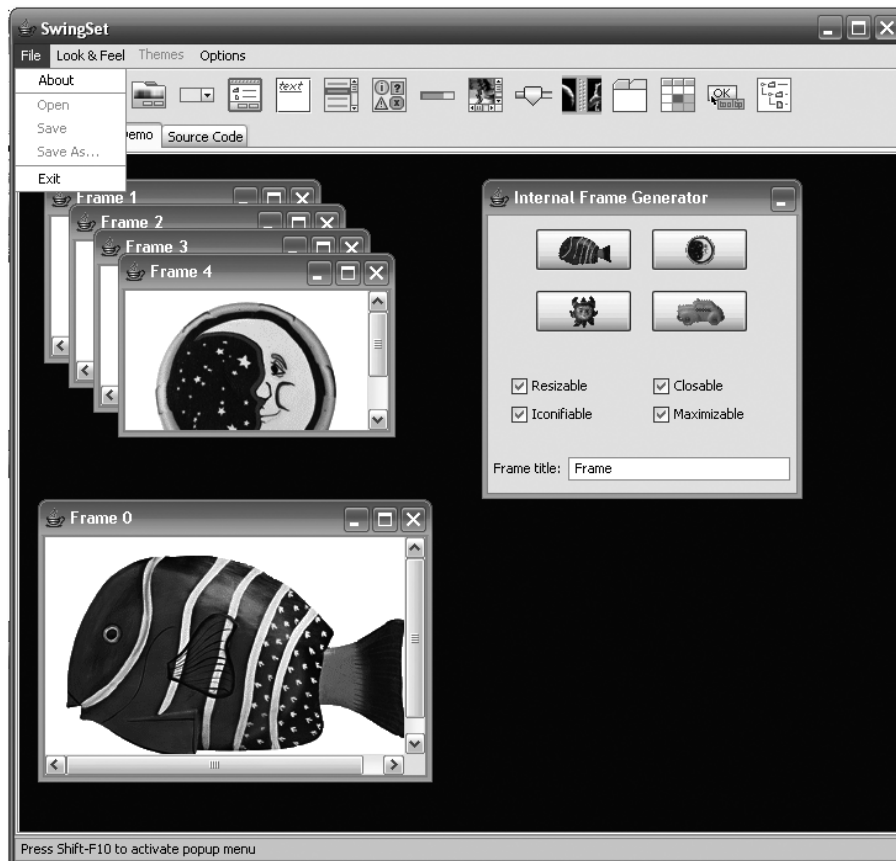 SwingSet
File Look & Feel Themes Options
About
Open
Save
Save As...
Exit
text
OK
tooltip
emo Source Code
Frame 1
Frame 2
Frame 3
Frame 4
Internal Frame Generator
Resizable Closable
Iconifiable Maximizable
Frame title: Frame
Frame 0
Press Shift-F10 to activate popup menu